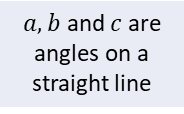 a, b and c are
angles on a
straight line